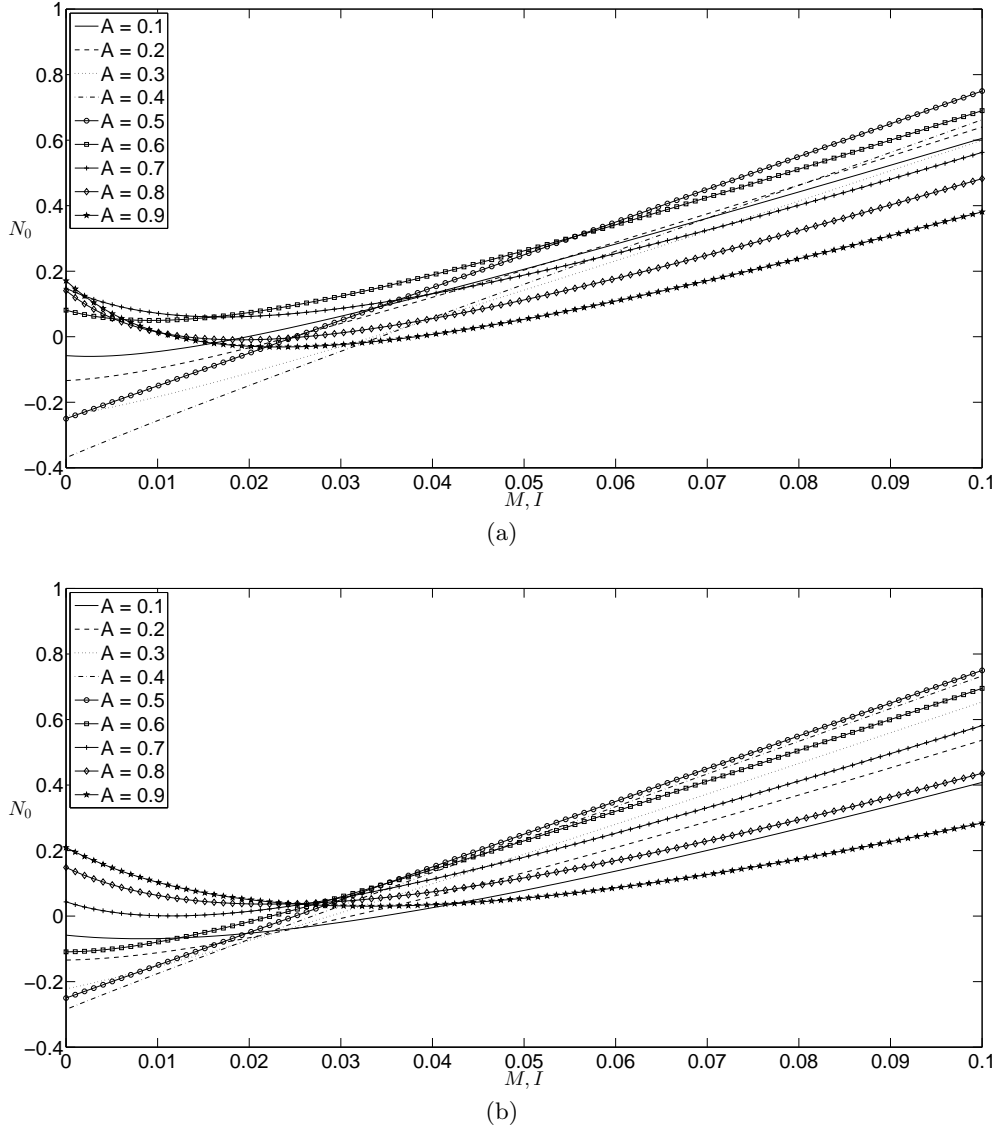 1
A = 0.1
A = 0.2
A = 0.3
A = 0.4
A = 0.5
A = 0.6
A = 0.7
A = 0.8
A = 0.9
0.8
0.6
0.4
N₀
0.2
0
−0.2
−0.4
0 0.01 0.02 0.03 0.04 0.05 0.06 0.07 0.08 0.09 0.1
M, I
(a)
1
A = 0.1
A = 0.2
A = 0.3
A = 0.4
A = 0.5
A = 0.6
A = 0.7
A = 0.8
A = 0.9
0.8
0.6
0.4
N₀
0.2
0
−0.2
−0.4
0 0.01 0.02 0.03 0.04 0.05 0.06 0.07 0.08 0.09 0.1
M, I
(b)